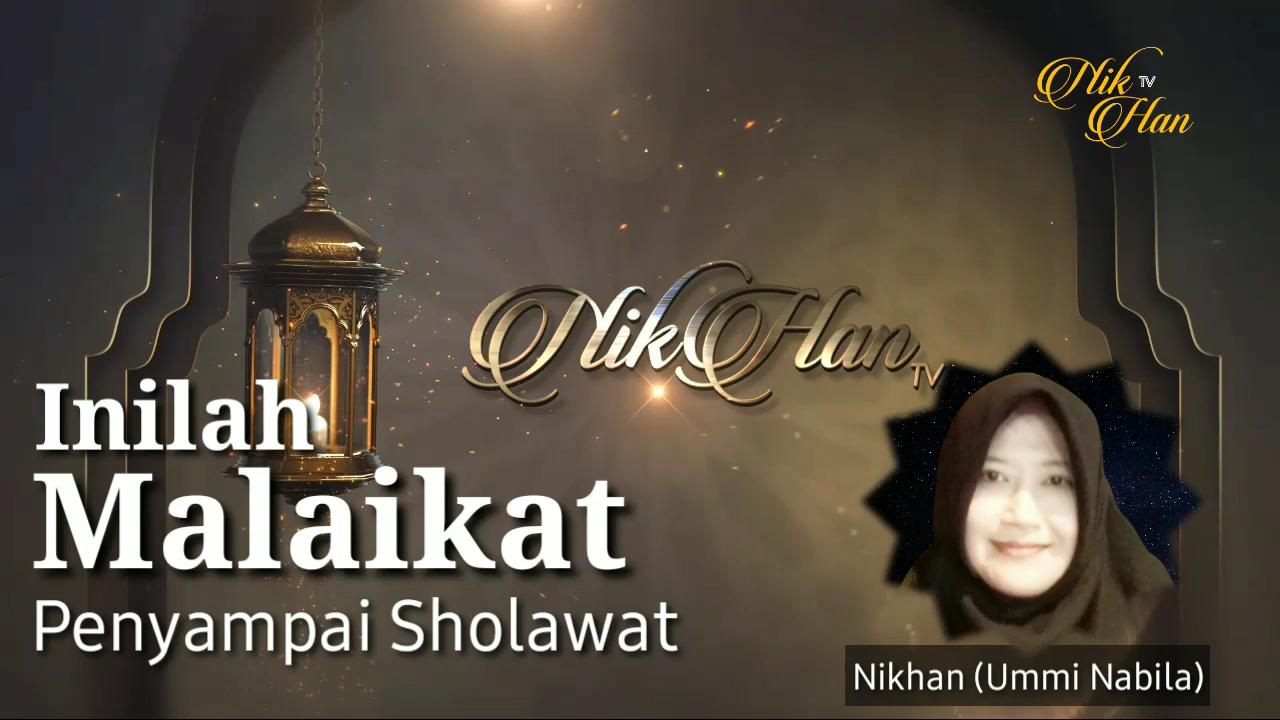 Nik TV
Han
NikHan TV
Inilah
Malaikat
Penyampai Sholawat
Nikhan (Ummi Nabila)